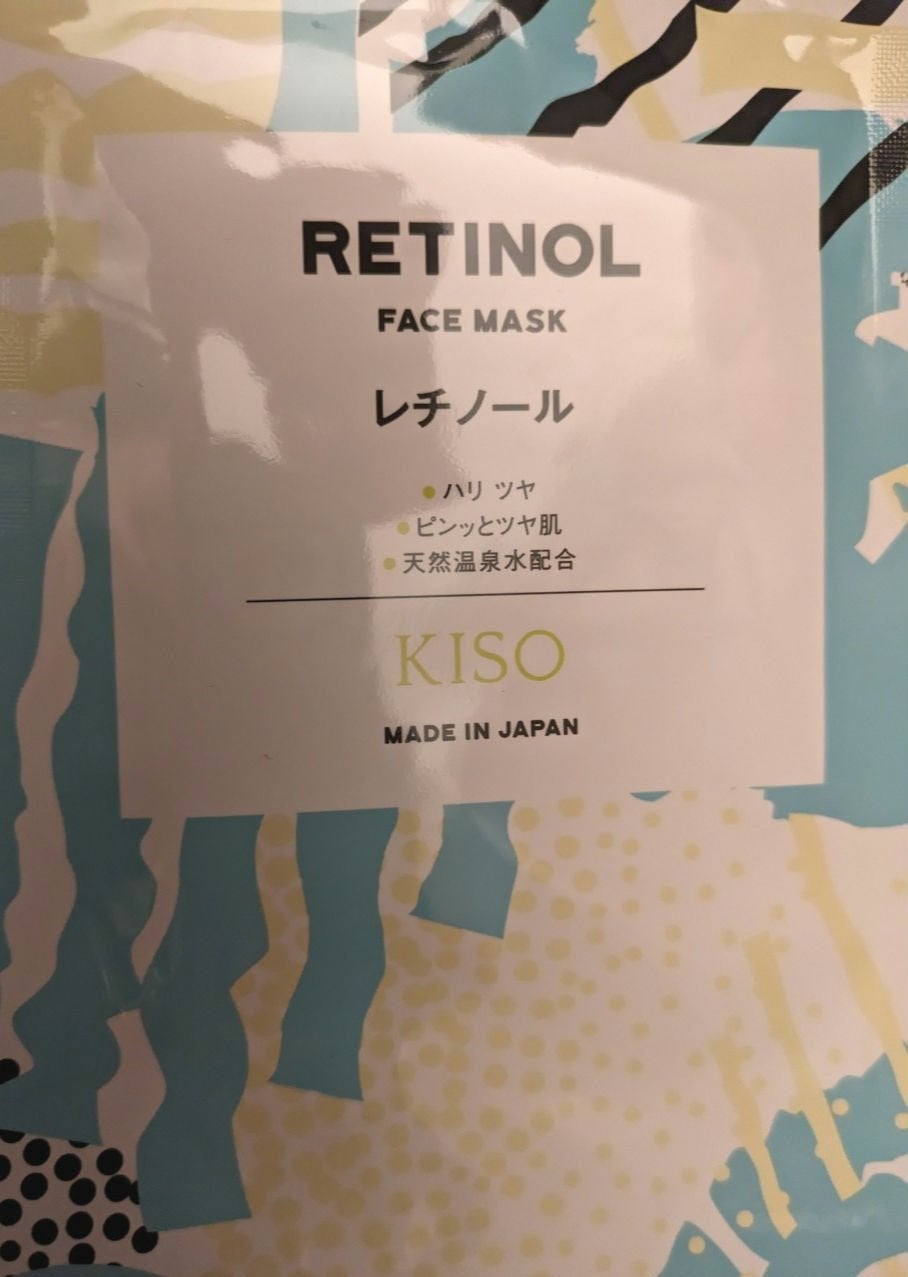 RETINOL
FACE MASK
レチノール
● ハリ ツヤ
● ピンッとツヤ肌
● 天然温泉水配合
KISO
MADE IN JAPAN